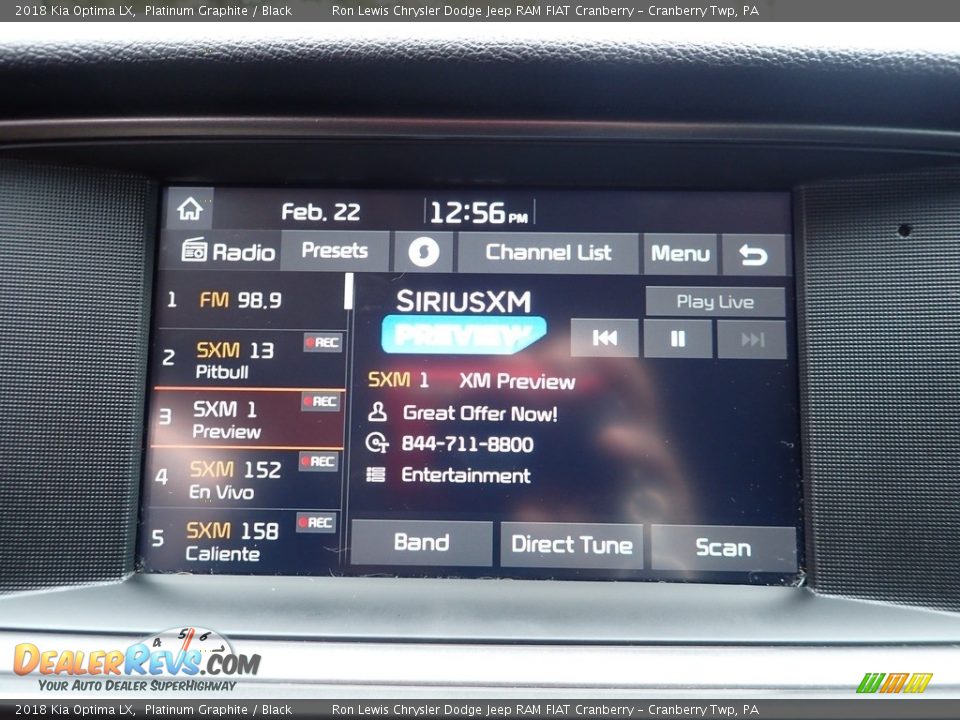 2018 Kia Optima LX, Platinum Graphite / Black Ron Lewis Chrysler Dodge Jeep RAM FIAT Cranberry - Cranberry Twp, PA
Feb. 22 12:56 PM
Radio Presets Channel List Menu
1 FM 98.9
2 SXM 13 REC
Pitbull
3 SXM 1 REC
Preview
4 SXM 152 REC
En Vivo
5 SXM 158 REC
Caliente
SIRIUSXM
PREVIEW
Play Live
SXM 1 XM Preview
Great Offer Now!
844-711-8800
Entertainment
Band Direct Tune Scan
4 5 6
DEALERREVS.COM
YOUR AUTO DEALER SUPERHIGHWAY
2018 Kia Optima LX, Platinum Graphite / Black Ron Lewis Chrysler Dodge Jeep RAM FIAT Cranberry - Cranberry Twp, PA